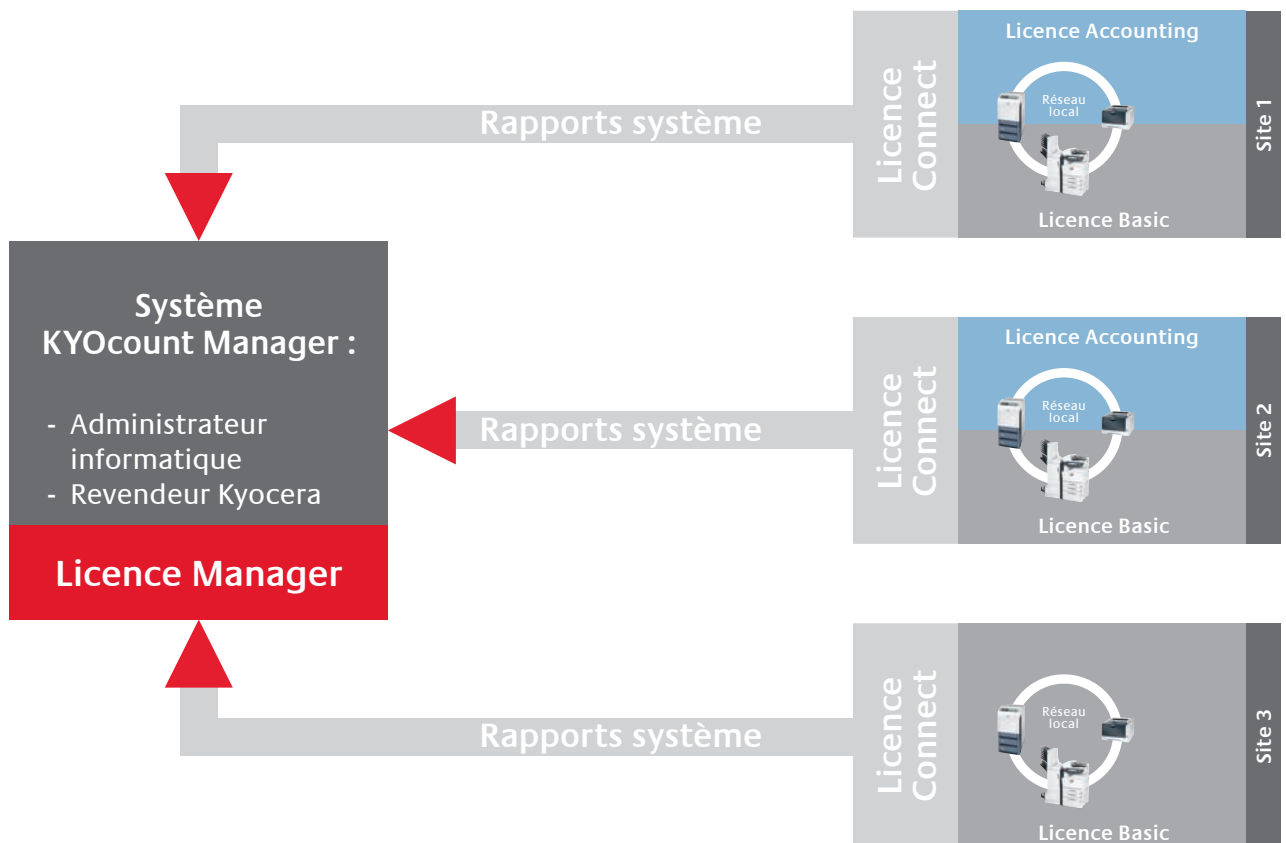 Licence Accounting
Réseau
local
Licence Basic
Licence
Connect
Site 1
Rapports système
Système
KYOcount Manager :
- Administrateur
informatique
- Revendeur Kyocera
Licence Manager
Rapports système
Licence
Connect
Licence Accounting
Réseau
local
Licence Basic
Site 2
Rapports système
Licence
Connect
Réseau
local
Licence Basic
Site 3